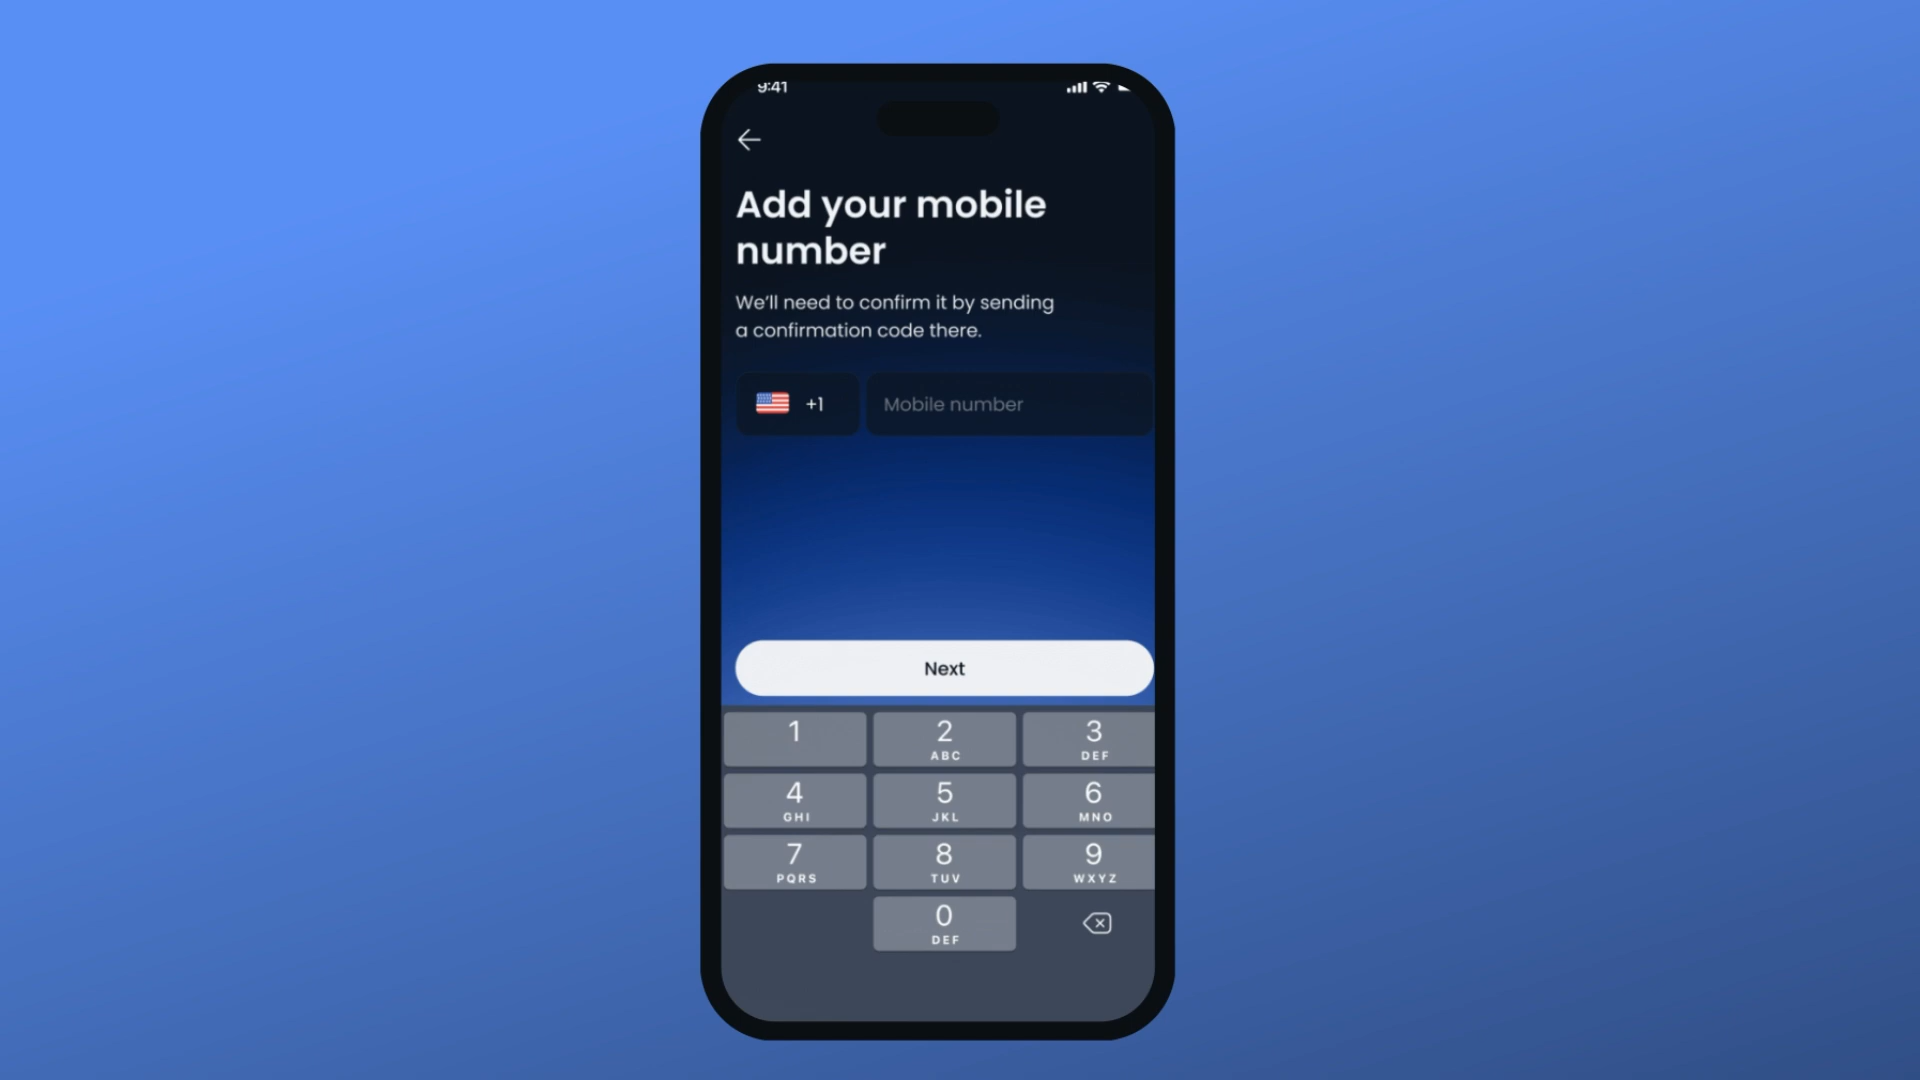 9:41
Add your mobile
number
We'll need to confirm it by sending
a confirmation code there.
+1 Mobile number
Next
1 2 3
ABC DEF
4 5 6
GHI JKL MNO
7 8 9
PQRS TUV WXYZ
0
DEF